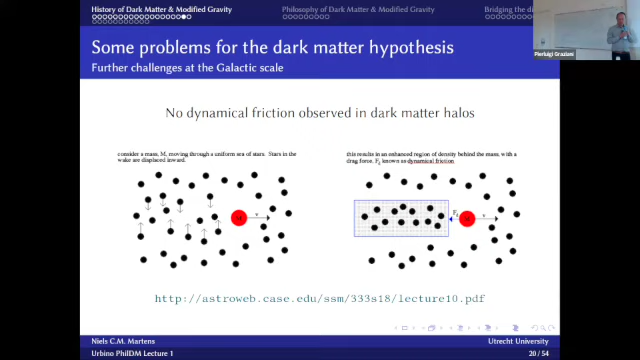 History of Dark Matter & Modified Gravity
Philosophy of Dark Matter & Modified Gravity
Bridging the di
Some problems for the dark matter hypothesis
Further challenges at the Galactic scale
Pierluigi Graziani
No dynamical friction observed in dark matter halos
consider a mass, M, moving through a uniform sea of stars. Stars in
the wake are displaced inward.
M
v
this results in an enhanced region of density behind the mass, with a
drag force, F_d known as dynamical friction
F_d
M
v
http://astroweb.case.edu/ssm/333s18/lecture10.pdf
Niels C.M. Martens
Utrecht University
Urbino PhilDM Lecture 1
20 / 54